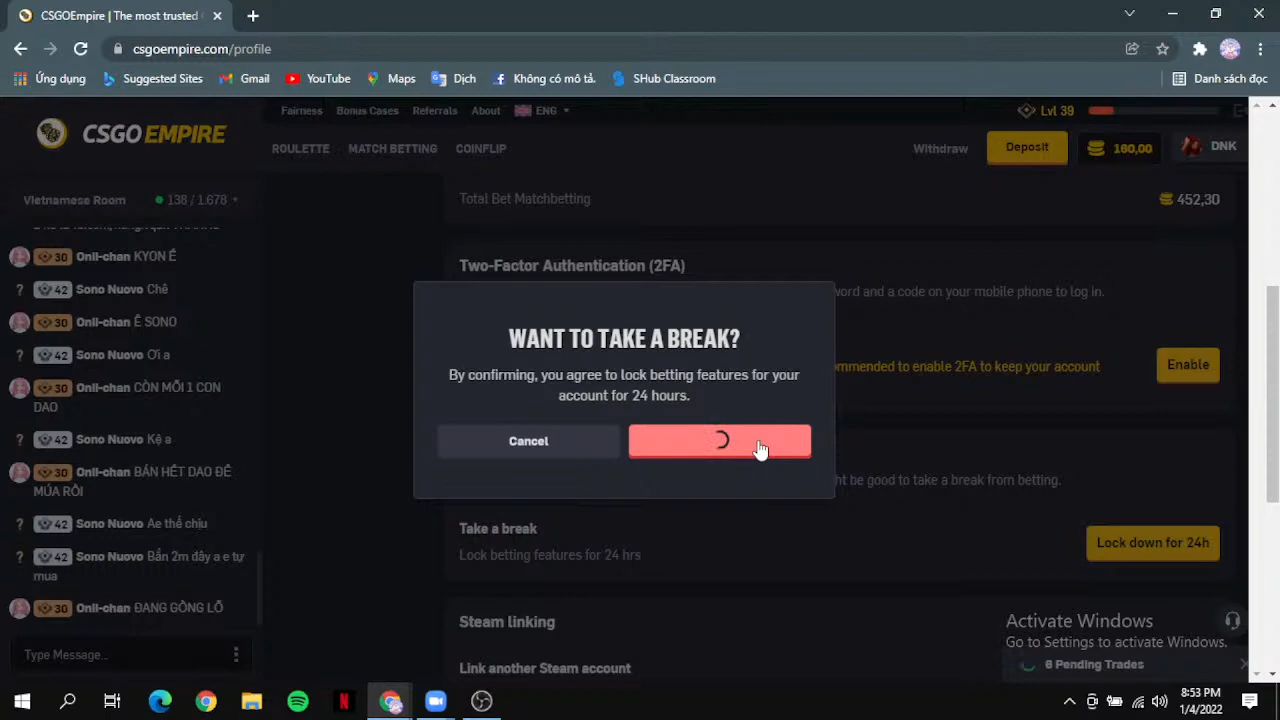 CSGOEmpire | The most trusted
csgoempire.com/profile
Ứng dụng Suggested Sites Gmail YouTube Maps Dịch Không có mô tả. SHub Classroom Danh sách đọc
Fairness Bonus Cases Referrals About ENG Lvl 39
CSGOEMPIRE
ROULETTE MATCH BETTING COINFLIP Withdraw Deposit 160,00 DNK
Vietnamese Room 138 / 1.678
Total Bet Matchbetting 452,30
30 Onii-chan KYON Ế
? 42 Sono Nuovo Chê
30 Onii-chan Ế SONO
? 42 Sono Nuovo Ơi a
30 Onii-chan CÒN MỖI 1 CON
DAO
? 42 Sono Nuovo Kệ a
30 Onii-chan BÁN HẾT DAO ĐỂ
MÚA RỒI
? 42 Sono Nuovo Ae thế chịu
? 42 Sono Nuovo Bắn 2m đây a e tự
mua
30 Onii-chan ĐANG GỒNG LỖ
Type Message...
Two-Factor Authentication (2FA)
word and a code on your mobile phone to log in.
mmended to enable 2FA to keep your account
Enable
WANT TO TAKE A BREAK?
By confirming, you agree to lock betting features for your
account for 24 hours.
Cancel
ht be good to take a break from betting.
Take a break
Lock betting features for 24 hrs
Lock down for 24h
Steam linking
Link another Steam account
Activate Windows
Go to Settings to activate Windows.
6 Pending Trades
8:53 PM
1/4/2022